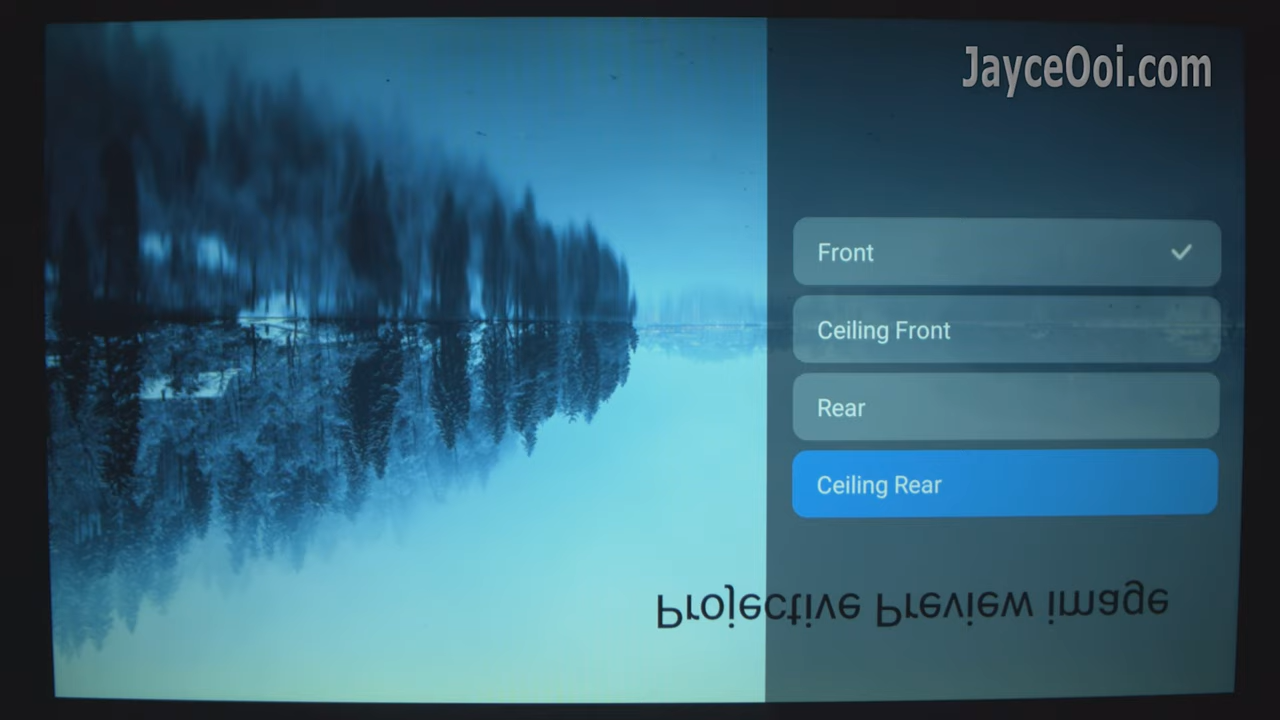 JayceOoi.com
Front
Ceiling Front
Rear
Ceiling Rear
Projective Preview image